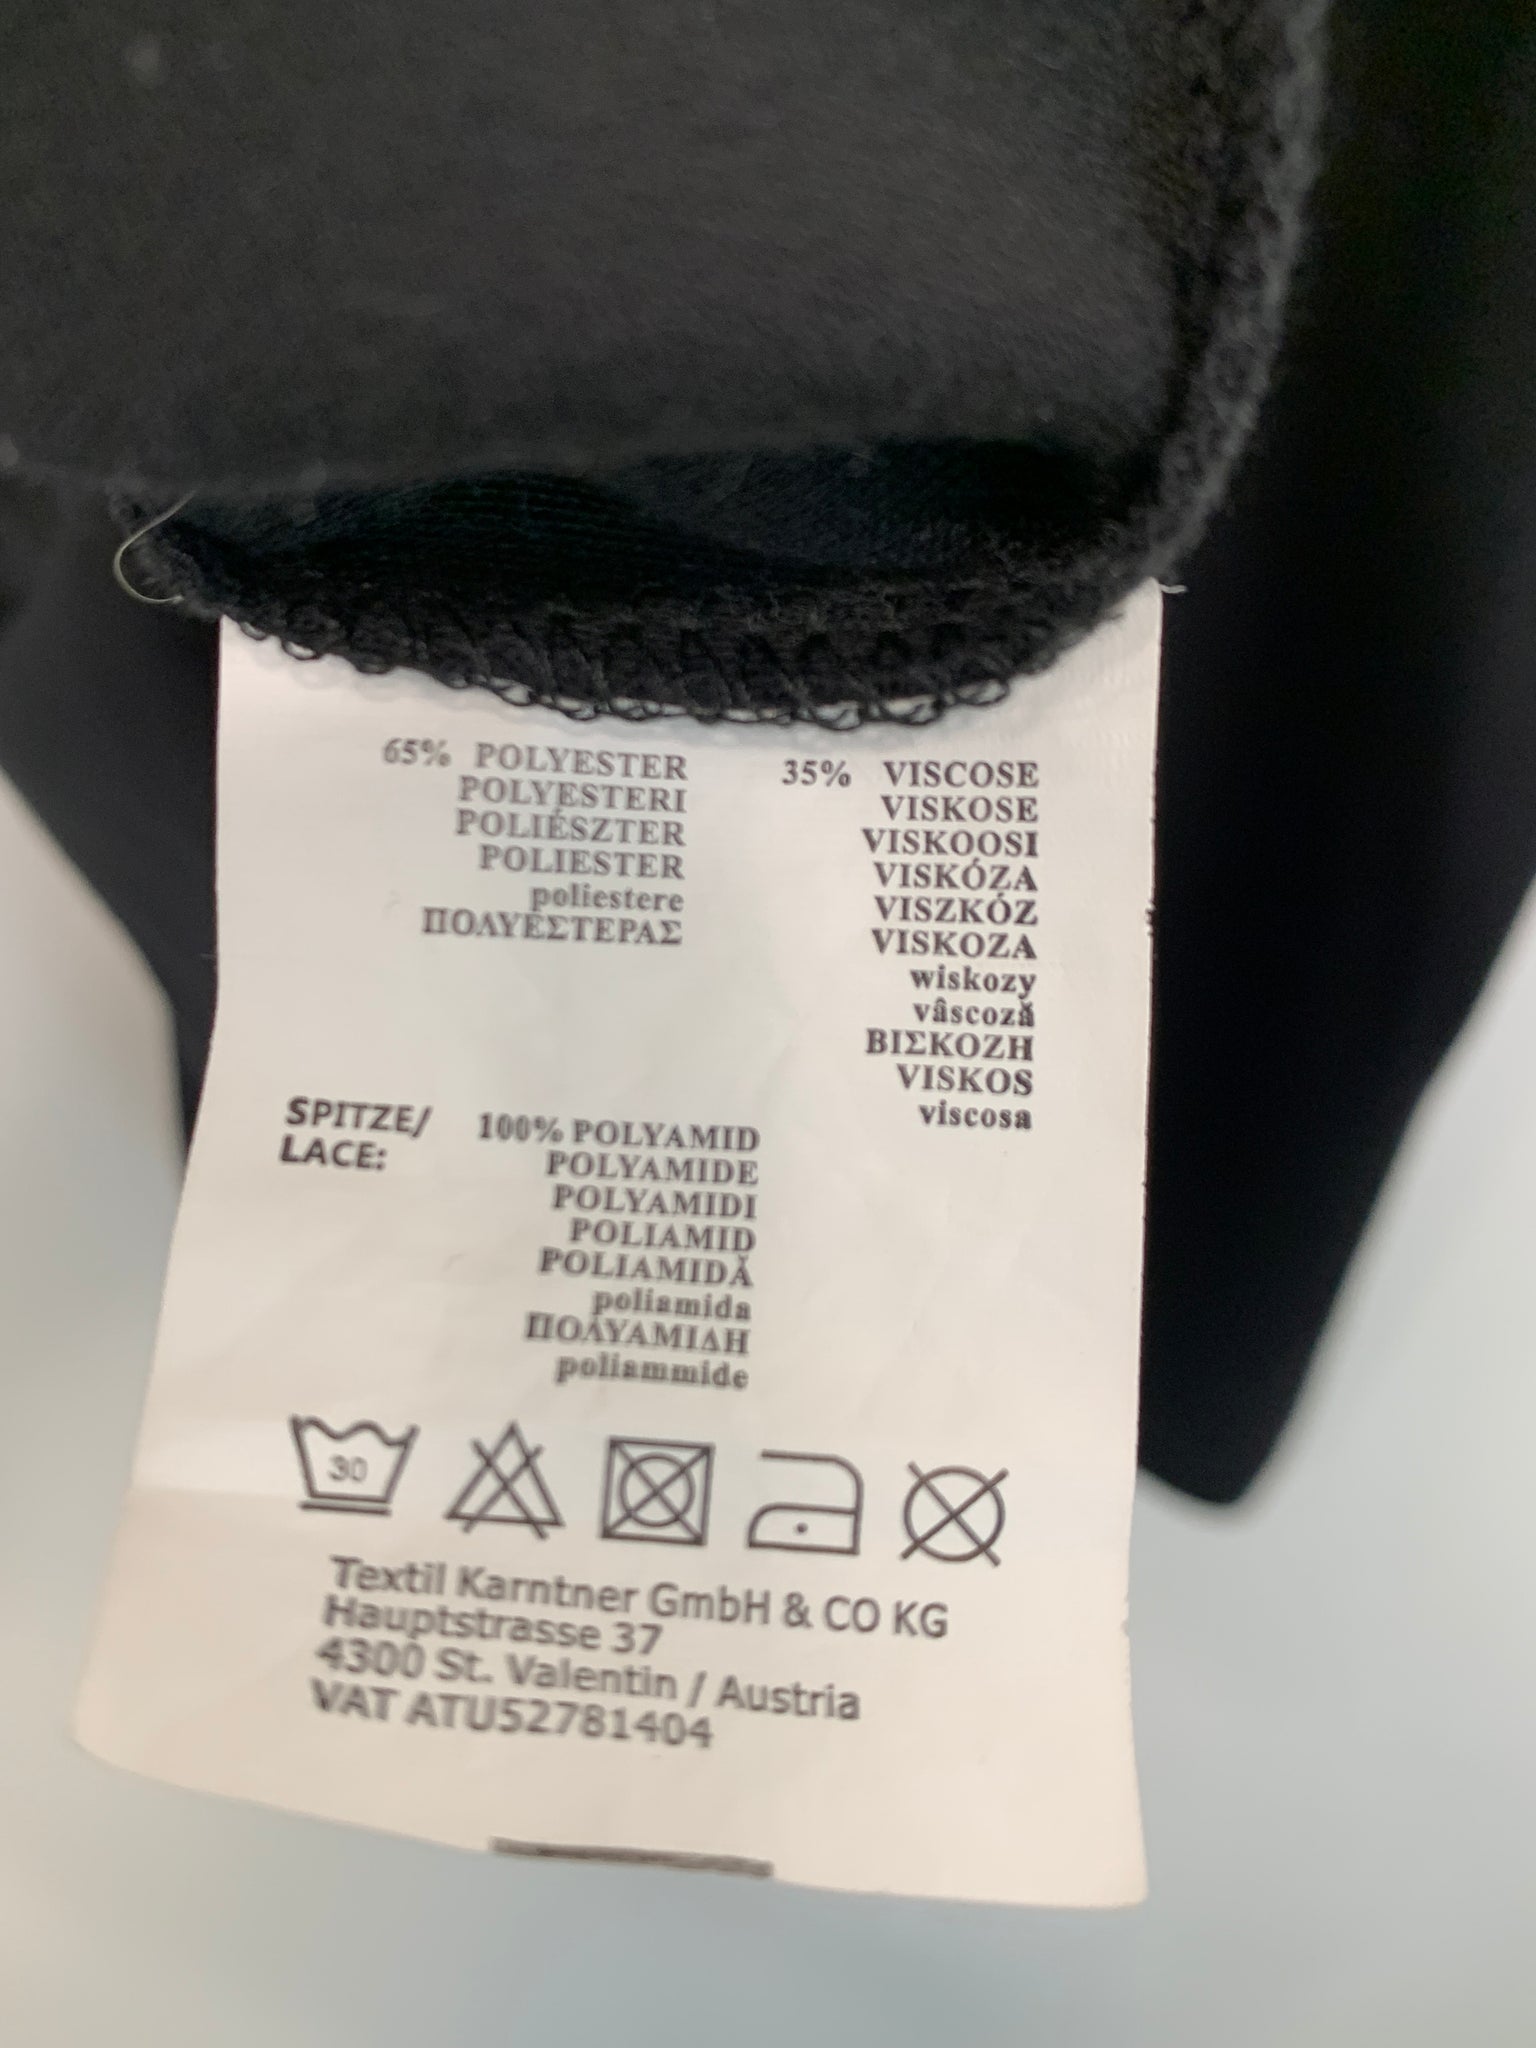 65% POLYESTER
POLYESTERI
POLIÉSZTER
POLIESTER
poliestere
ΠΟΛΥΕΣΤΕΡΑΣ
35% VISCOSE
VISKOSE
VISKOOSI
VISKÓZA
VISZKÓZ
VISKOZA
wiskozy
vâscoză
ΒΙΣΚΟΖΗ
VISKOS
viscosa
SPITZE/
LACE:
100% POLYAMID
POLYAMIDE
POLYAMIDI
POLIAMID
POLIAMIDĂ
poliamida
ΠΟΛΥΑΜΙΔΗ
poliammide
30
Textil Karntner GmbH & CO KG
Hauptstrasse 37
4300 St. Valentin / Austria
VAT ATU52781404